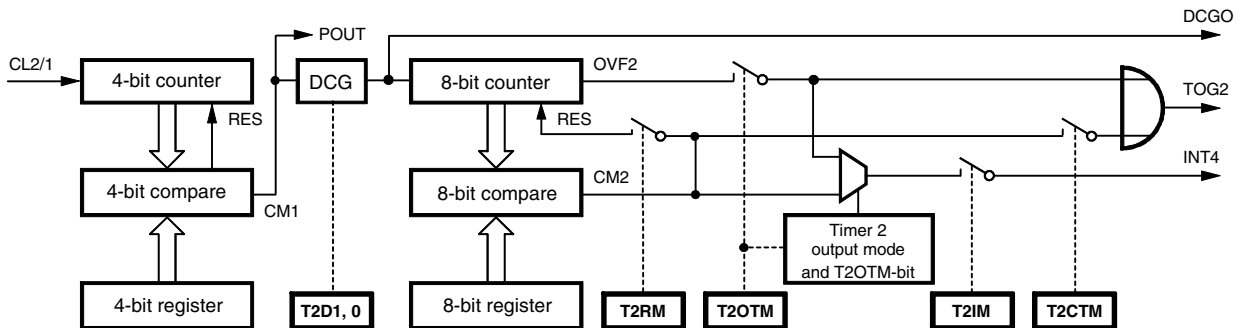 DCGO
POUT
CL2/1
4-bit counter
DCG
8-bit counter
OVF2
TOG2
RES
RES
INT4
4-bit compare
CM1
8-bit compare
CM2
Timer 2
output mode
and T2OTM-bit
4-bit register
T2D1, 0
8-bit register
T2RM
T2OTM
T2IM
T2CTM